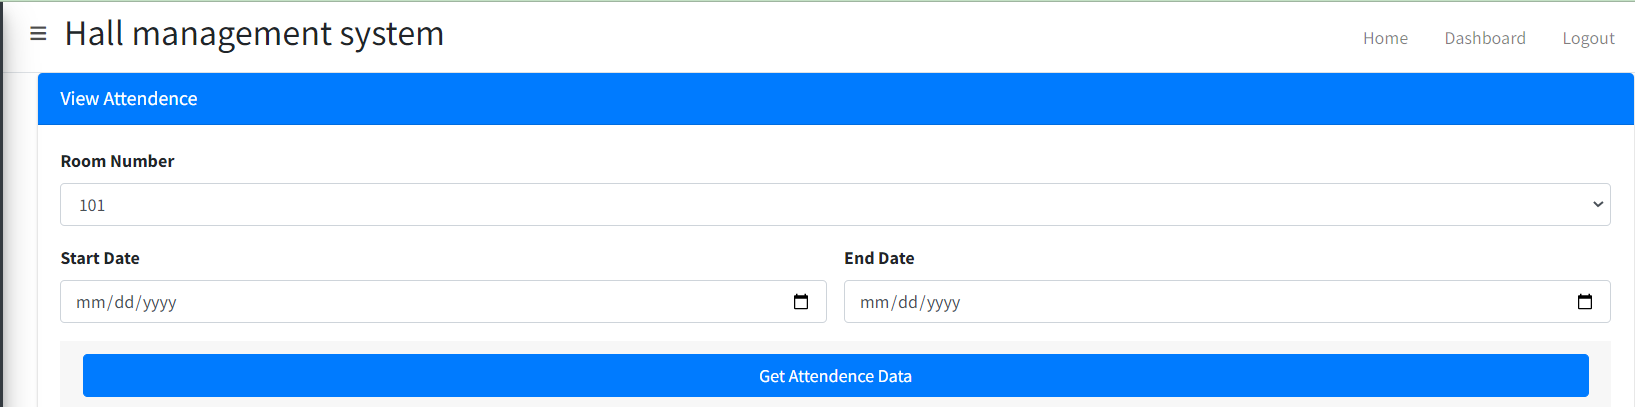 Hall management system
Home Dashboard Logout
View Attendence
Room Number
101
Start Date End Date
mm/dd/yyyy mm/dd/yyyy
Get Attendence Data